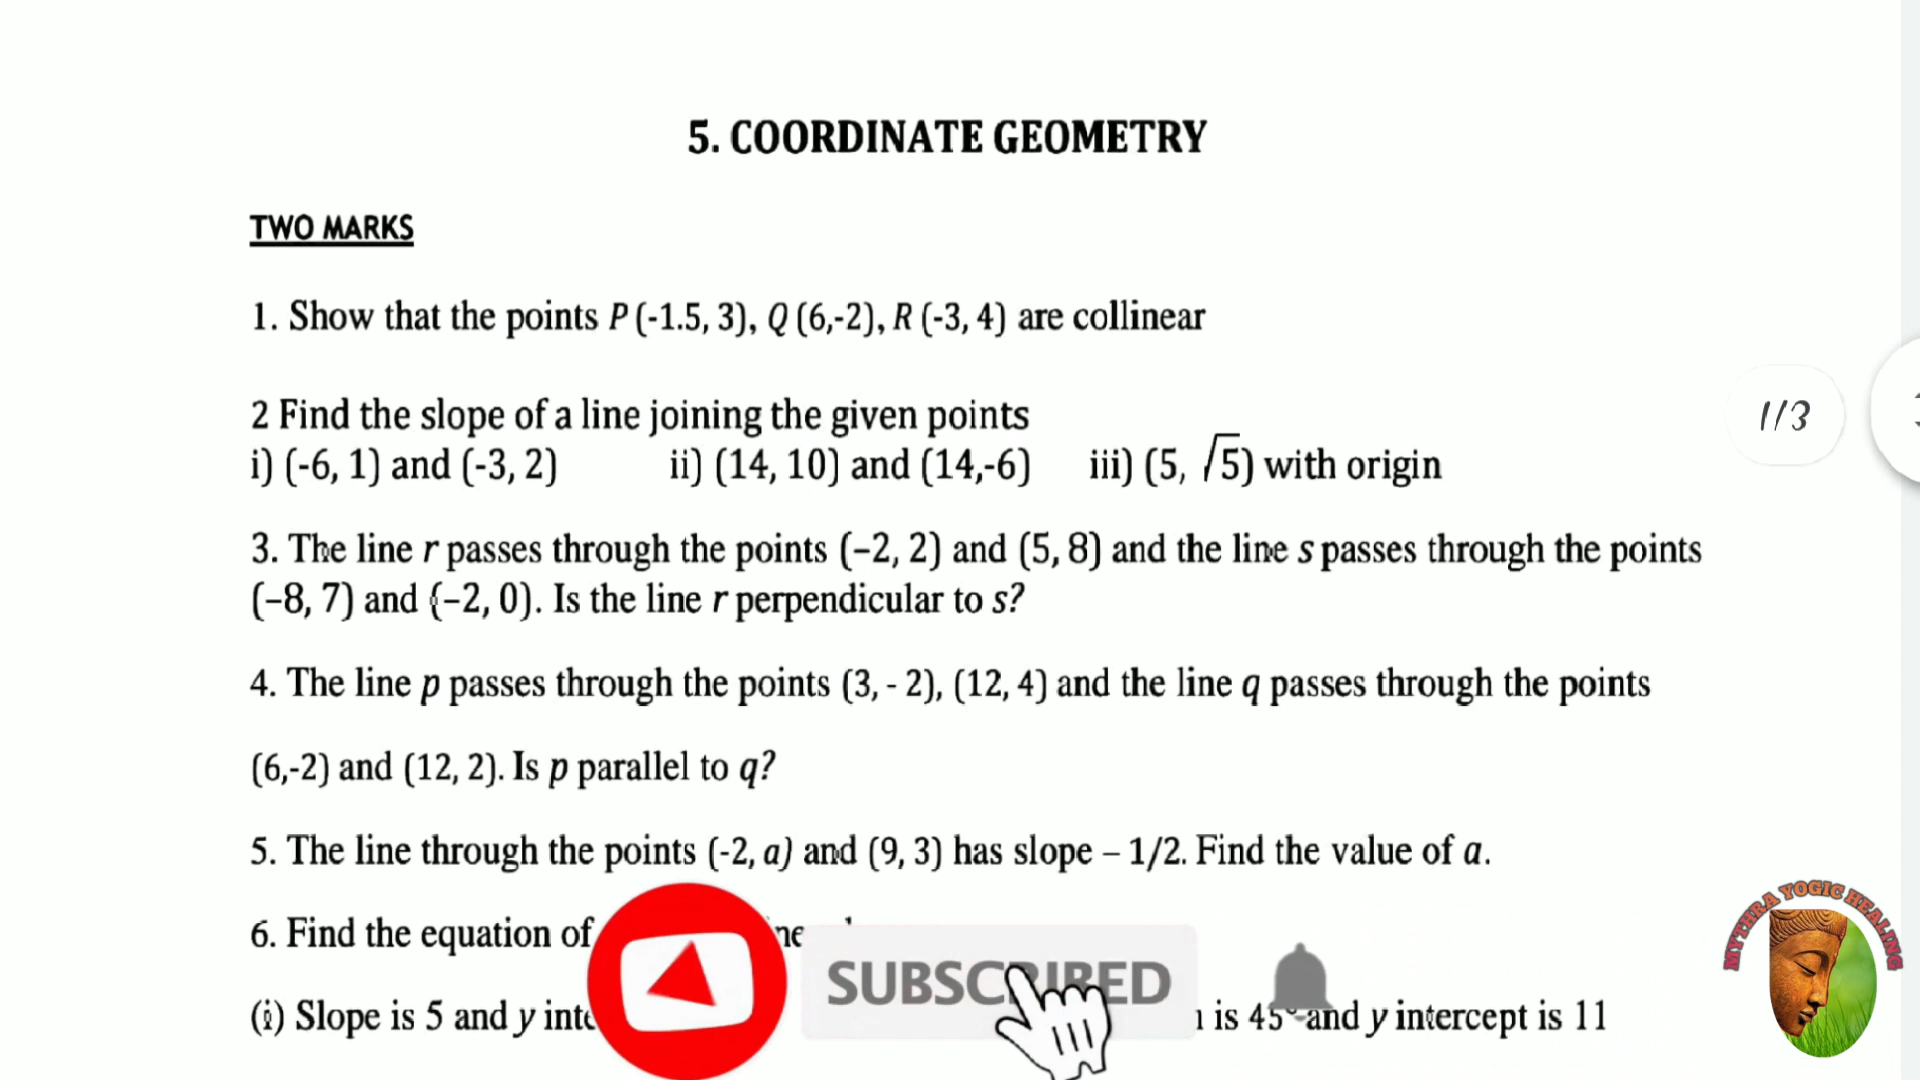 5. COORDINATE GEOMETRY
TWO MARKS
1. Show that the points P (-1.5, 3), Q (6,-2), R (-3, 4) are collinear
2 Find the slope of a line joining the given points
i) (-6, 1) and (-3, 2) ii) (14, 10) and (14,-6) iii) (5, √5) with origin
1/3
3. The line r passes through the points (−2, 2) and (5, 8) and the line s passes through the points
(−8, 7) and (−2, 0). Is the line r perpendicular to s?
4. The line p passes through the points (3, - 2), (12, 4) and the line q passes through the points
(6,-2) and (12, 2). Is p parallel to q?
5. The line through the points (-2, a) and (9, 3) has slope – 1/2. Find the value of a.
6. Find the equation of
(i) Slope is 5 and y is 45° and y intercept is 11
SUBSCRIBED
MYTHRA YOGIC HEALING